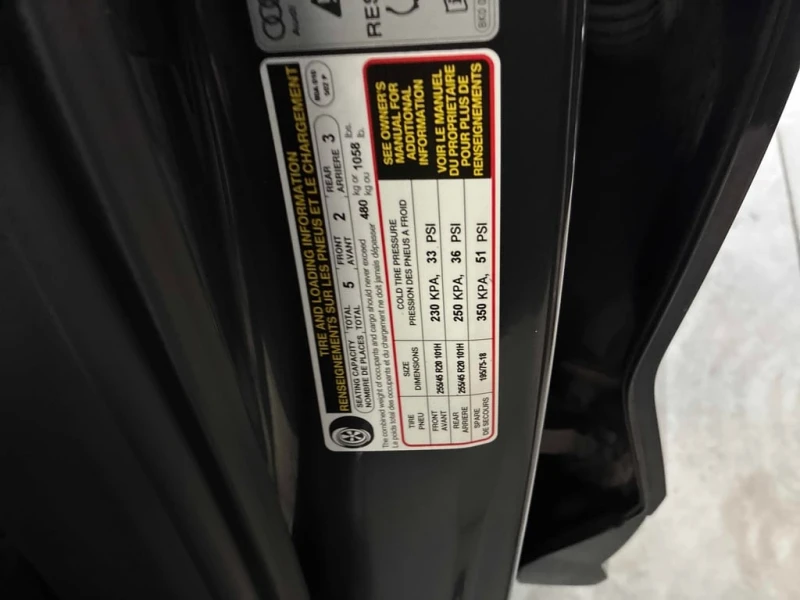 Audi
RES
TIRE AND LOADING INFORMATION
RENSEIGNEMENTS SUR LES PNEUS ET LE CHARGEMENT
SEATING CAPACITY TOTAL 5 FRONT 2 REAR 3
NOMBRE DE PLACES TOTAL AVANT ARRIERE
The combined weight of occupants and cargo should never exceed 480 kg or 1058 lbs.
Le poids total des occupants et du chargement ne doit jamais dépasser kg ou lb.
TIRE SIZE COLD TIRE PRESSURE
PNEU DIMENSIONS PRESSION DES PNEUS A FROID
FRONT 255/45 R20 101H 230 KPA, 33 PSI
AVANT
REAR 255/45 R20 101H 250 KPA, 36 PSI
ARRIERE
SPARE 195/75-18 350 KPA, 51 PSI
DE SECOURS
SEE OWNER'S
MANUAL FOR
ADDITIONAL
INFORMATION
VOIR LE MANUEL
DU PROPRIETAIRE
POUR PLUS DE
RENSEIGNEMENTS